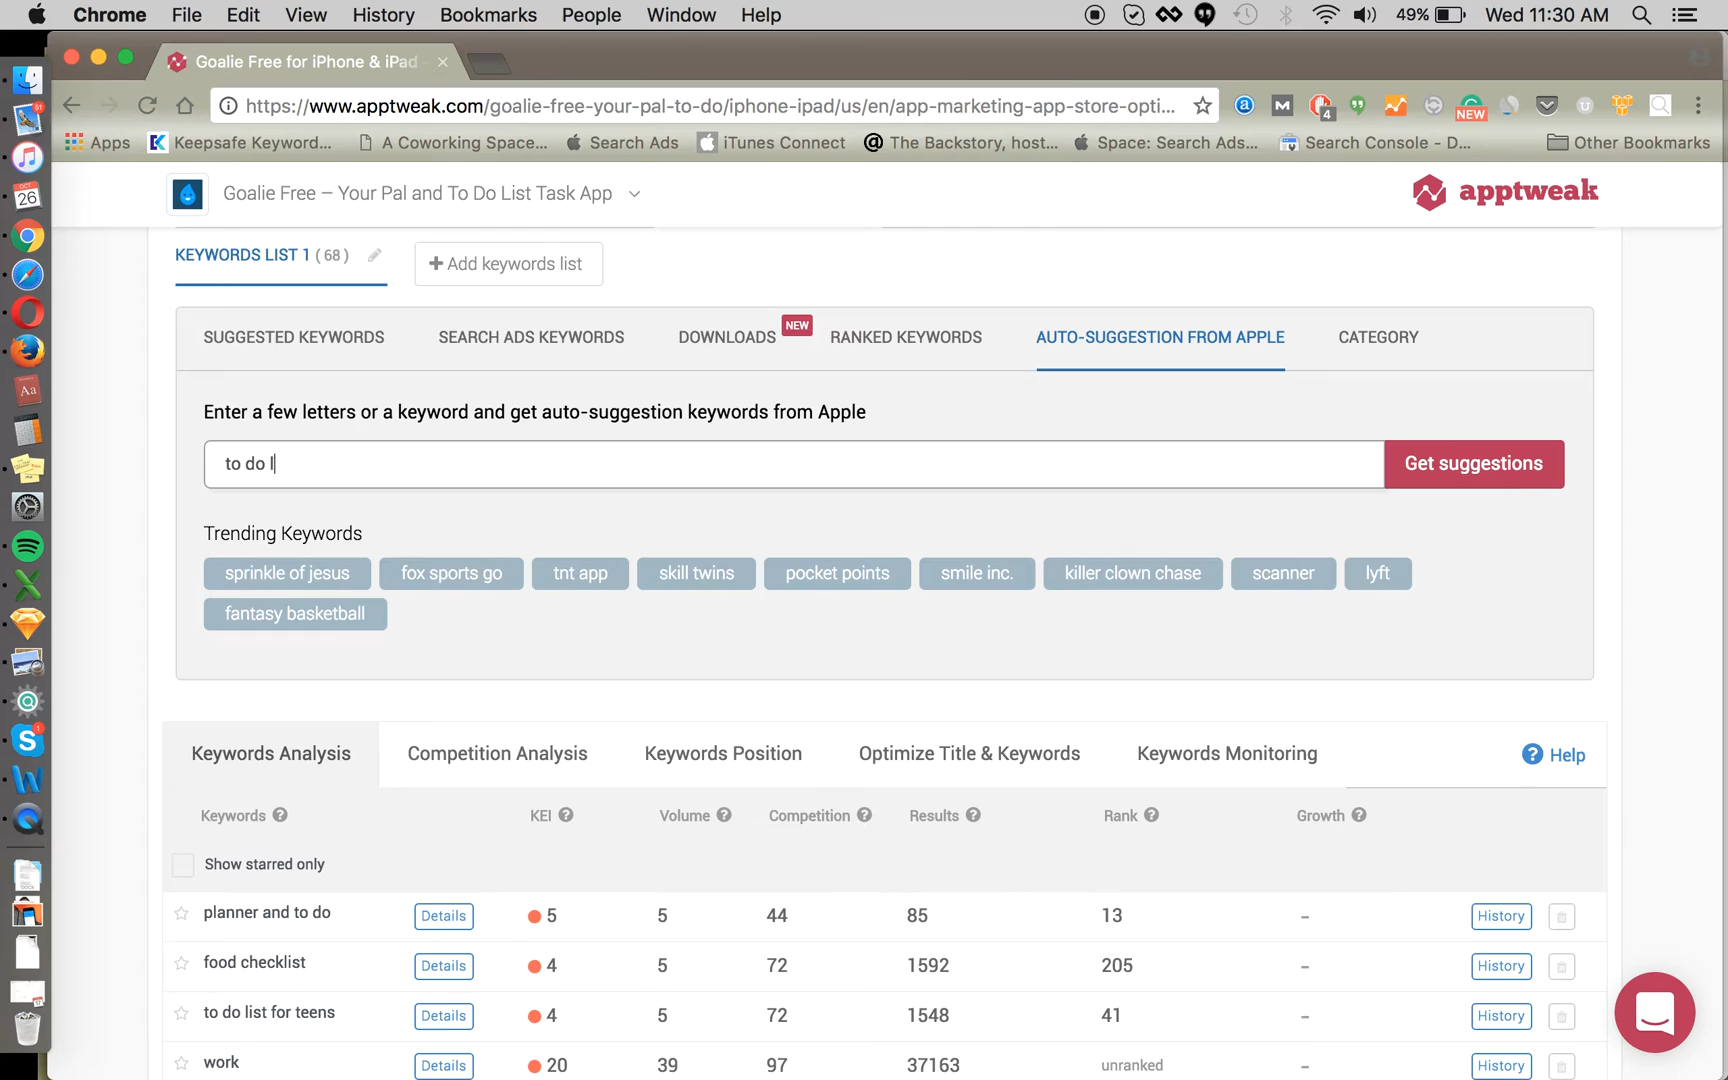 Chrome File Edit View History Bookmarks People Window Help 49% Wed 11:30 AM
Goalie Free for iPhone & iPad
https://www.apptweak.com/goalie-free-your-pal-to-do/iphone-ipad/us/en/app-marketing-app-store-opti...
4 NEW
Apps Keepsafe Keyword... A Coworking Space... Search Ads iTunes Connect The Backstory, host... Space: Search Ads... Search Console - D... Other Bookmarks
Goalie Free – Your Pal and To Do List Task App apptweak
KEYWORDS LIST 1 (68) + Add keywords list
SUGGESTED KEYWORDS SEARCH ADS KEYWORDS DOWNLOADS NEW RANKED KEYWORDS AUTO-SUGGESTION FROM APPLE CATEGORY
Enter a few letters or a keyword and get auto-suggestion keywords from Apple
to do l Get suggestions
Trending Keywords
sprinkle of jesus fox sports go tnt app skill twins pocket points smile inc. killer clown chase scanner lyft
fantasy basketball
Keywords Analysis Competition Analysis Keywords Position Optimize Title & Keywords Keywords Monitoring ? Help
Keywords ? KEI ? Volume ? Competition ? Results ? Rank ? Growth ?
Show starred only
planner and to do Details 5 5 44 85 13 – History
food checklist Details 4 5 72 1592 205 – History
to do list for teens Details 4 5 72 1548 41 – History
work Details 20 39 97 37163 unranked – History
51
OCT
26
Aa
S 1
W